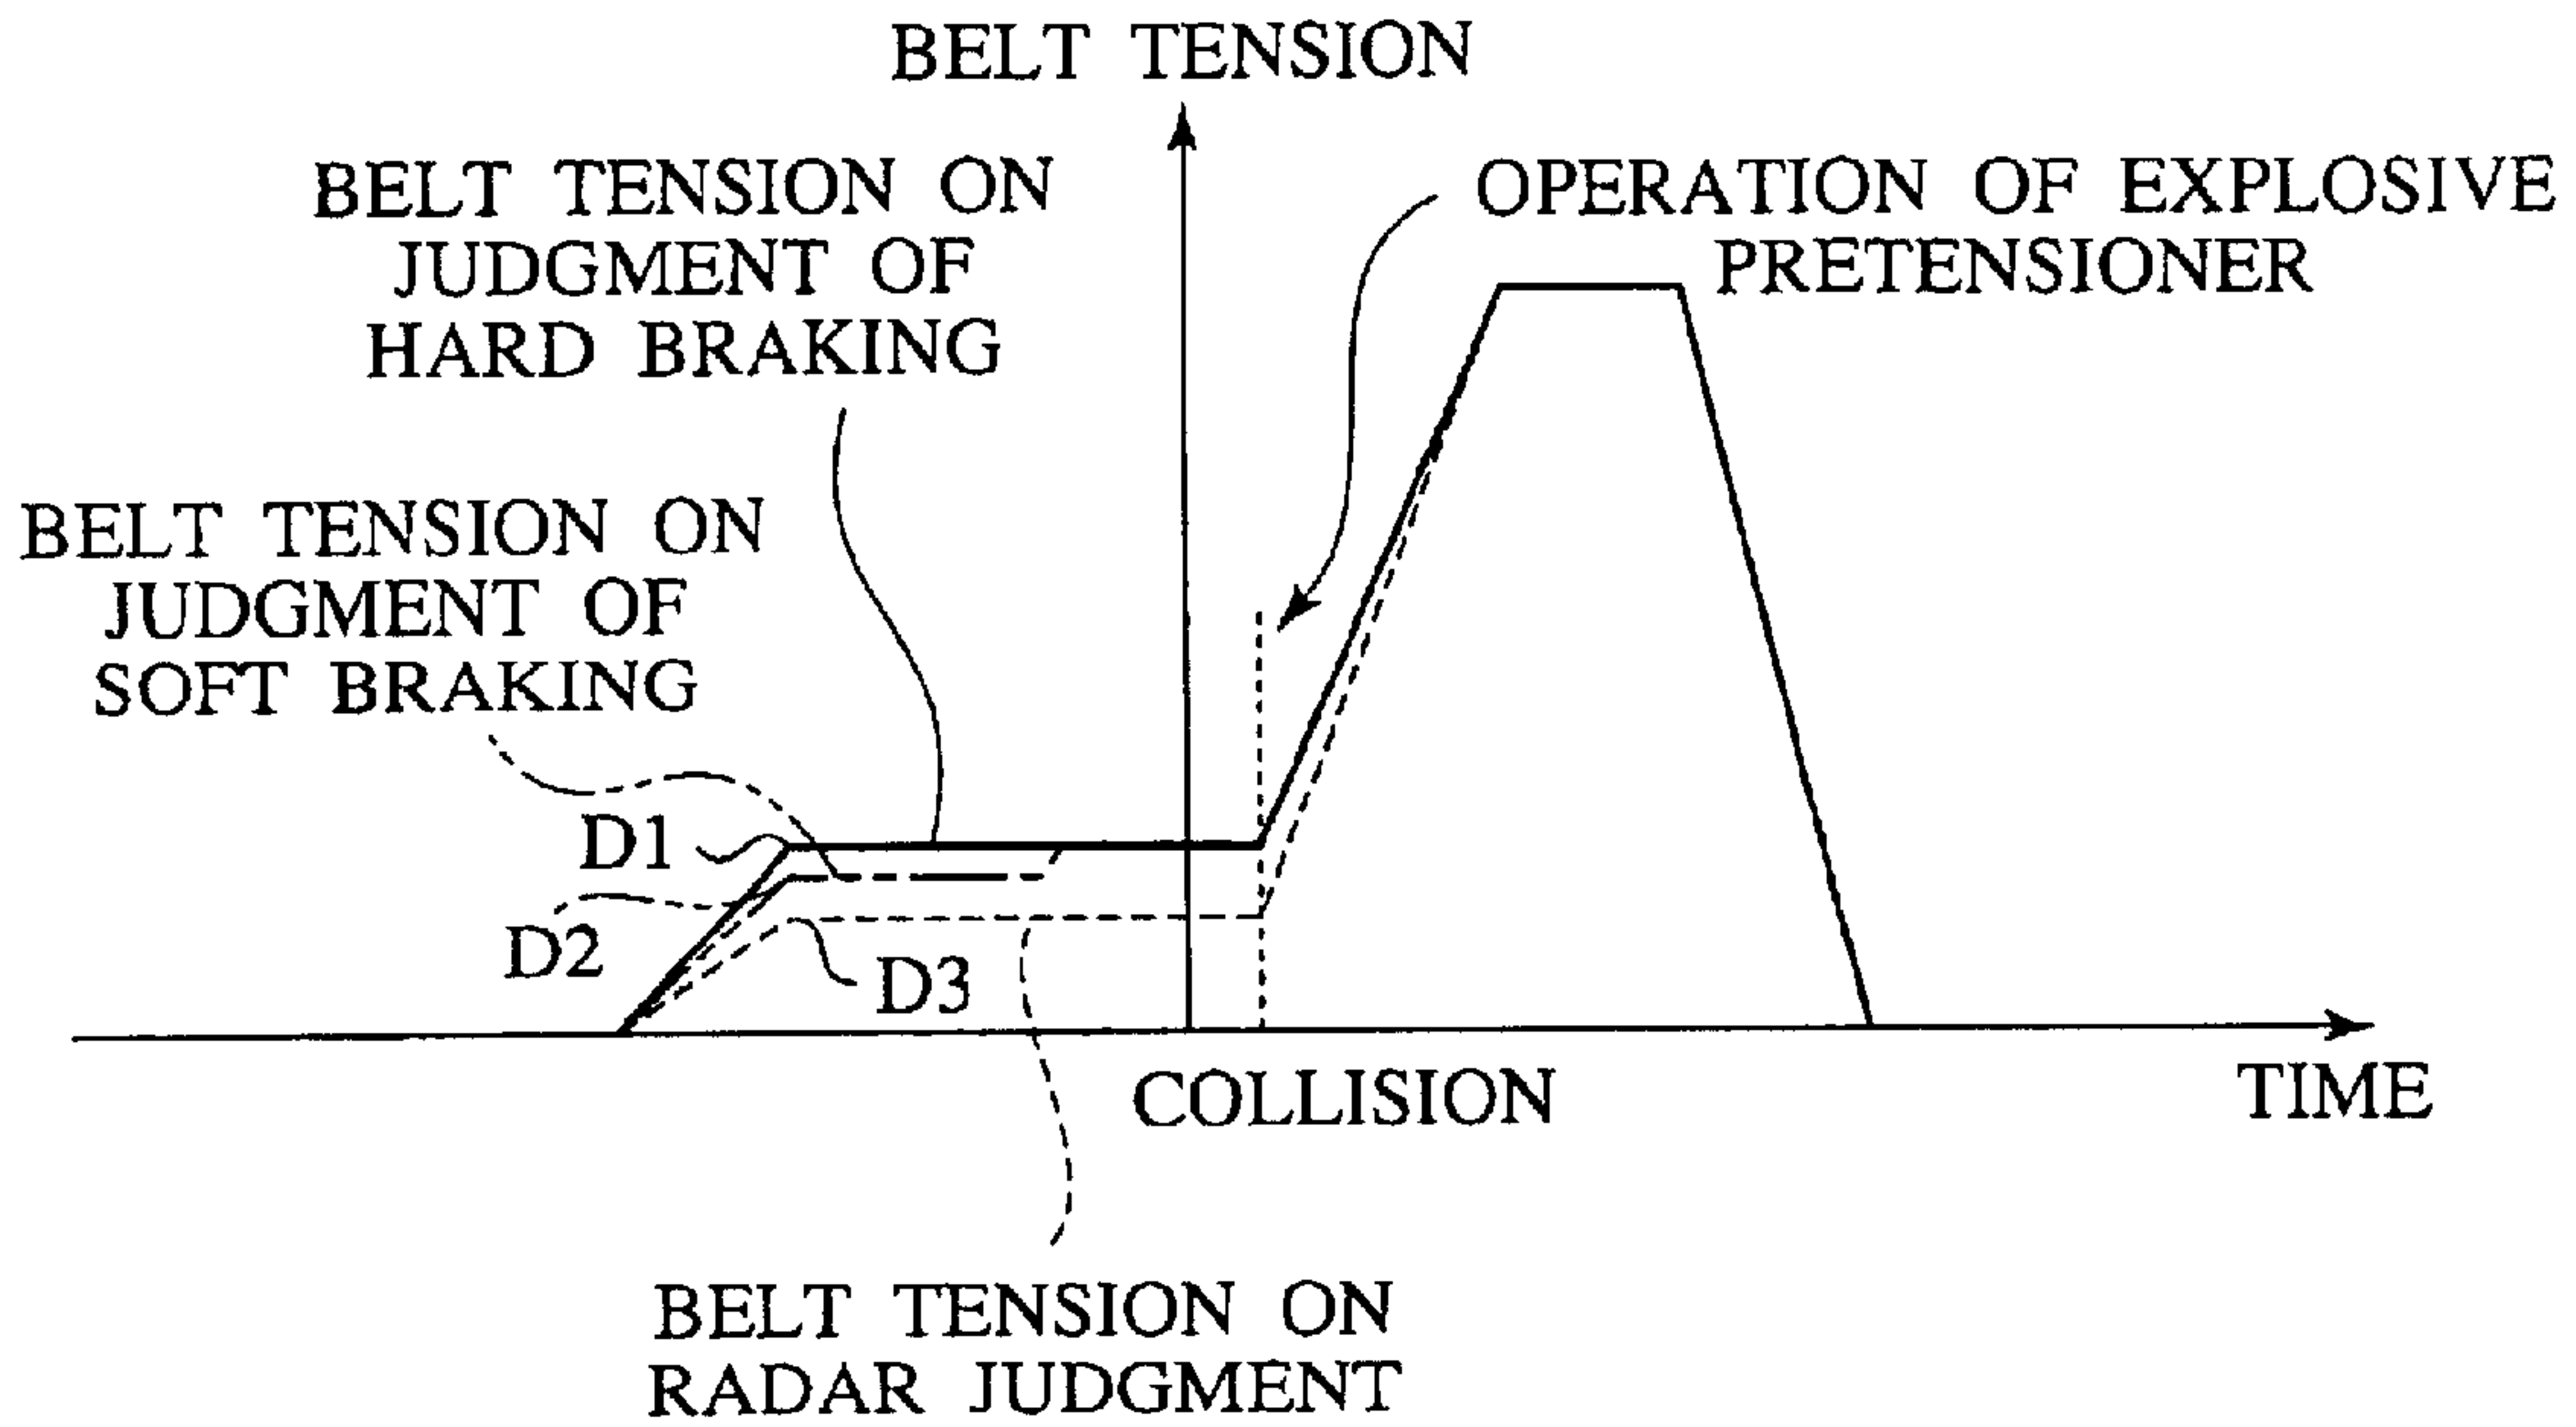 BELT TENSION
BELT TENSION ON
JUDGMENT OF
HARD BRAKING
OPERATION OF EXPLOSIVE
PRETENSIONER
BELT TENSION ON
JUDGMENT OF
SOFT BRAKING
D1
D2
D3
COLLISION
TIME
BELT TENSION ON
RADAR JUDGMENT